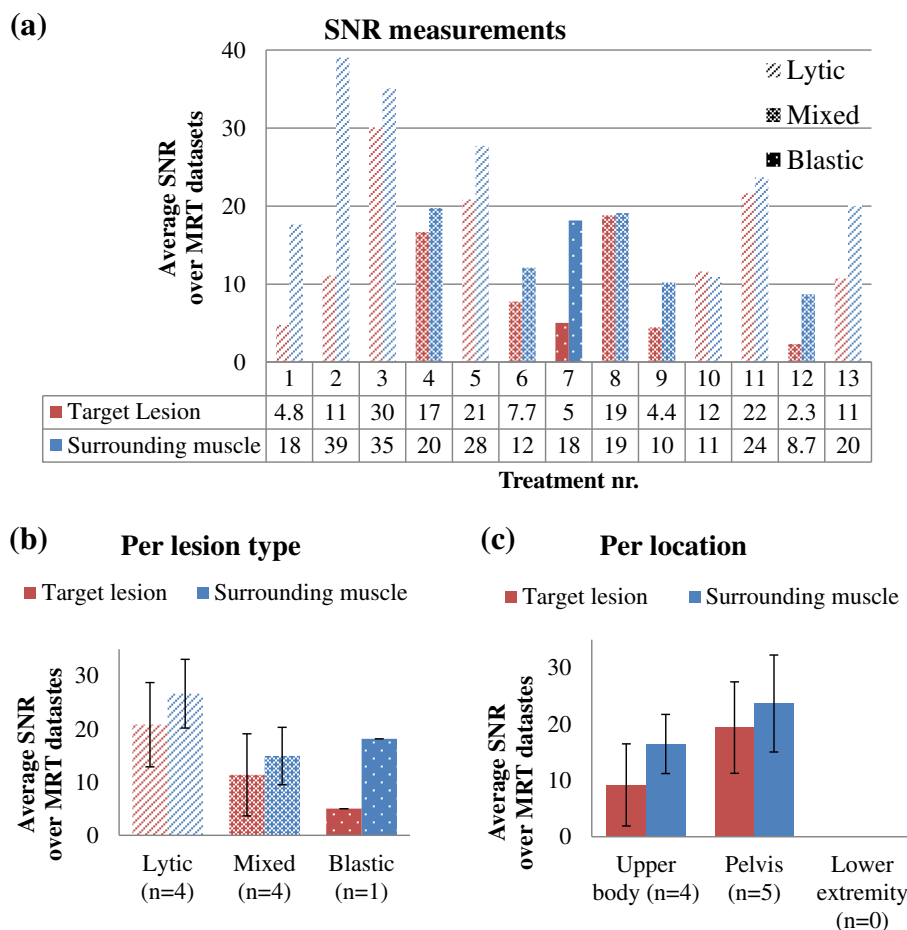 (a)
SNR measurements
Average SNR
over MRT datasets
40
30
20
10
0
Lytic
Mixed
Blastic
1 2 3 4 5 6 7 8 9 10 11 12 13
Target Lesion 4.8 11 30 17 21 7.7 5 19 4.4 12 22 2.3 11
Surrounding muscle 18 39 35 20 28 12 18 19 10 11 24 8.7 20
Treatment nr.
(b)
Per lesion type
Target lesion Surrounding muscle
Average SNR
over MRT datastes
30
20
10
0
Lytic Mixed Blastic
(n=4) (n=4) (n=1)
(c)
Per location
Target lesion Surrounding muscle
Average SNR
over MRT datasets
30
20
10
0
Upper Pelvis Lower
body (n=4) (n=5) extremity
(n=0)